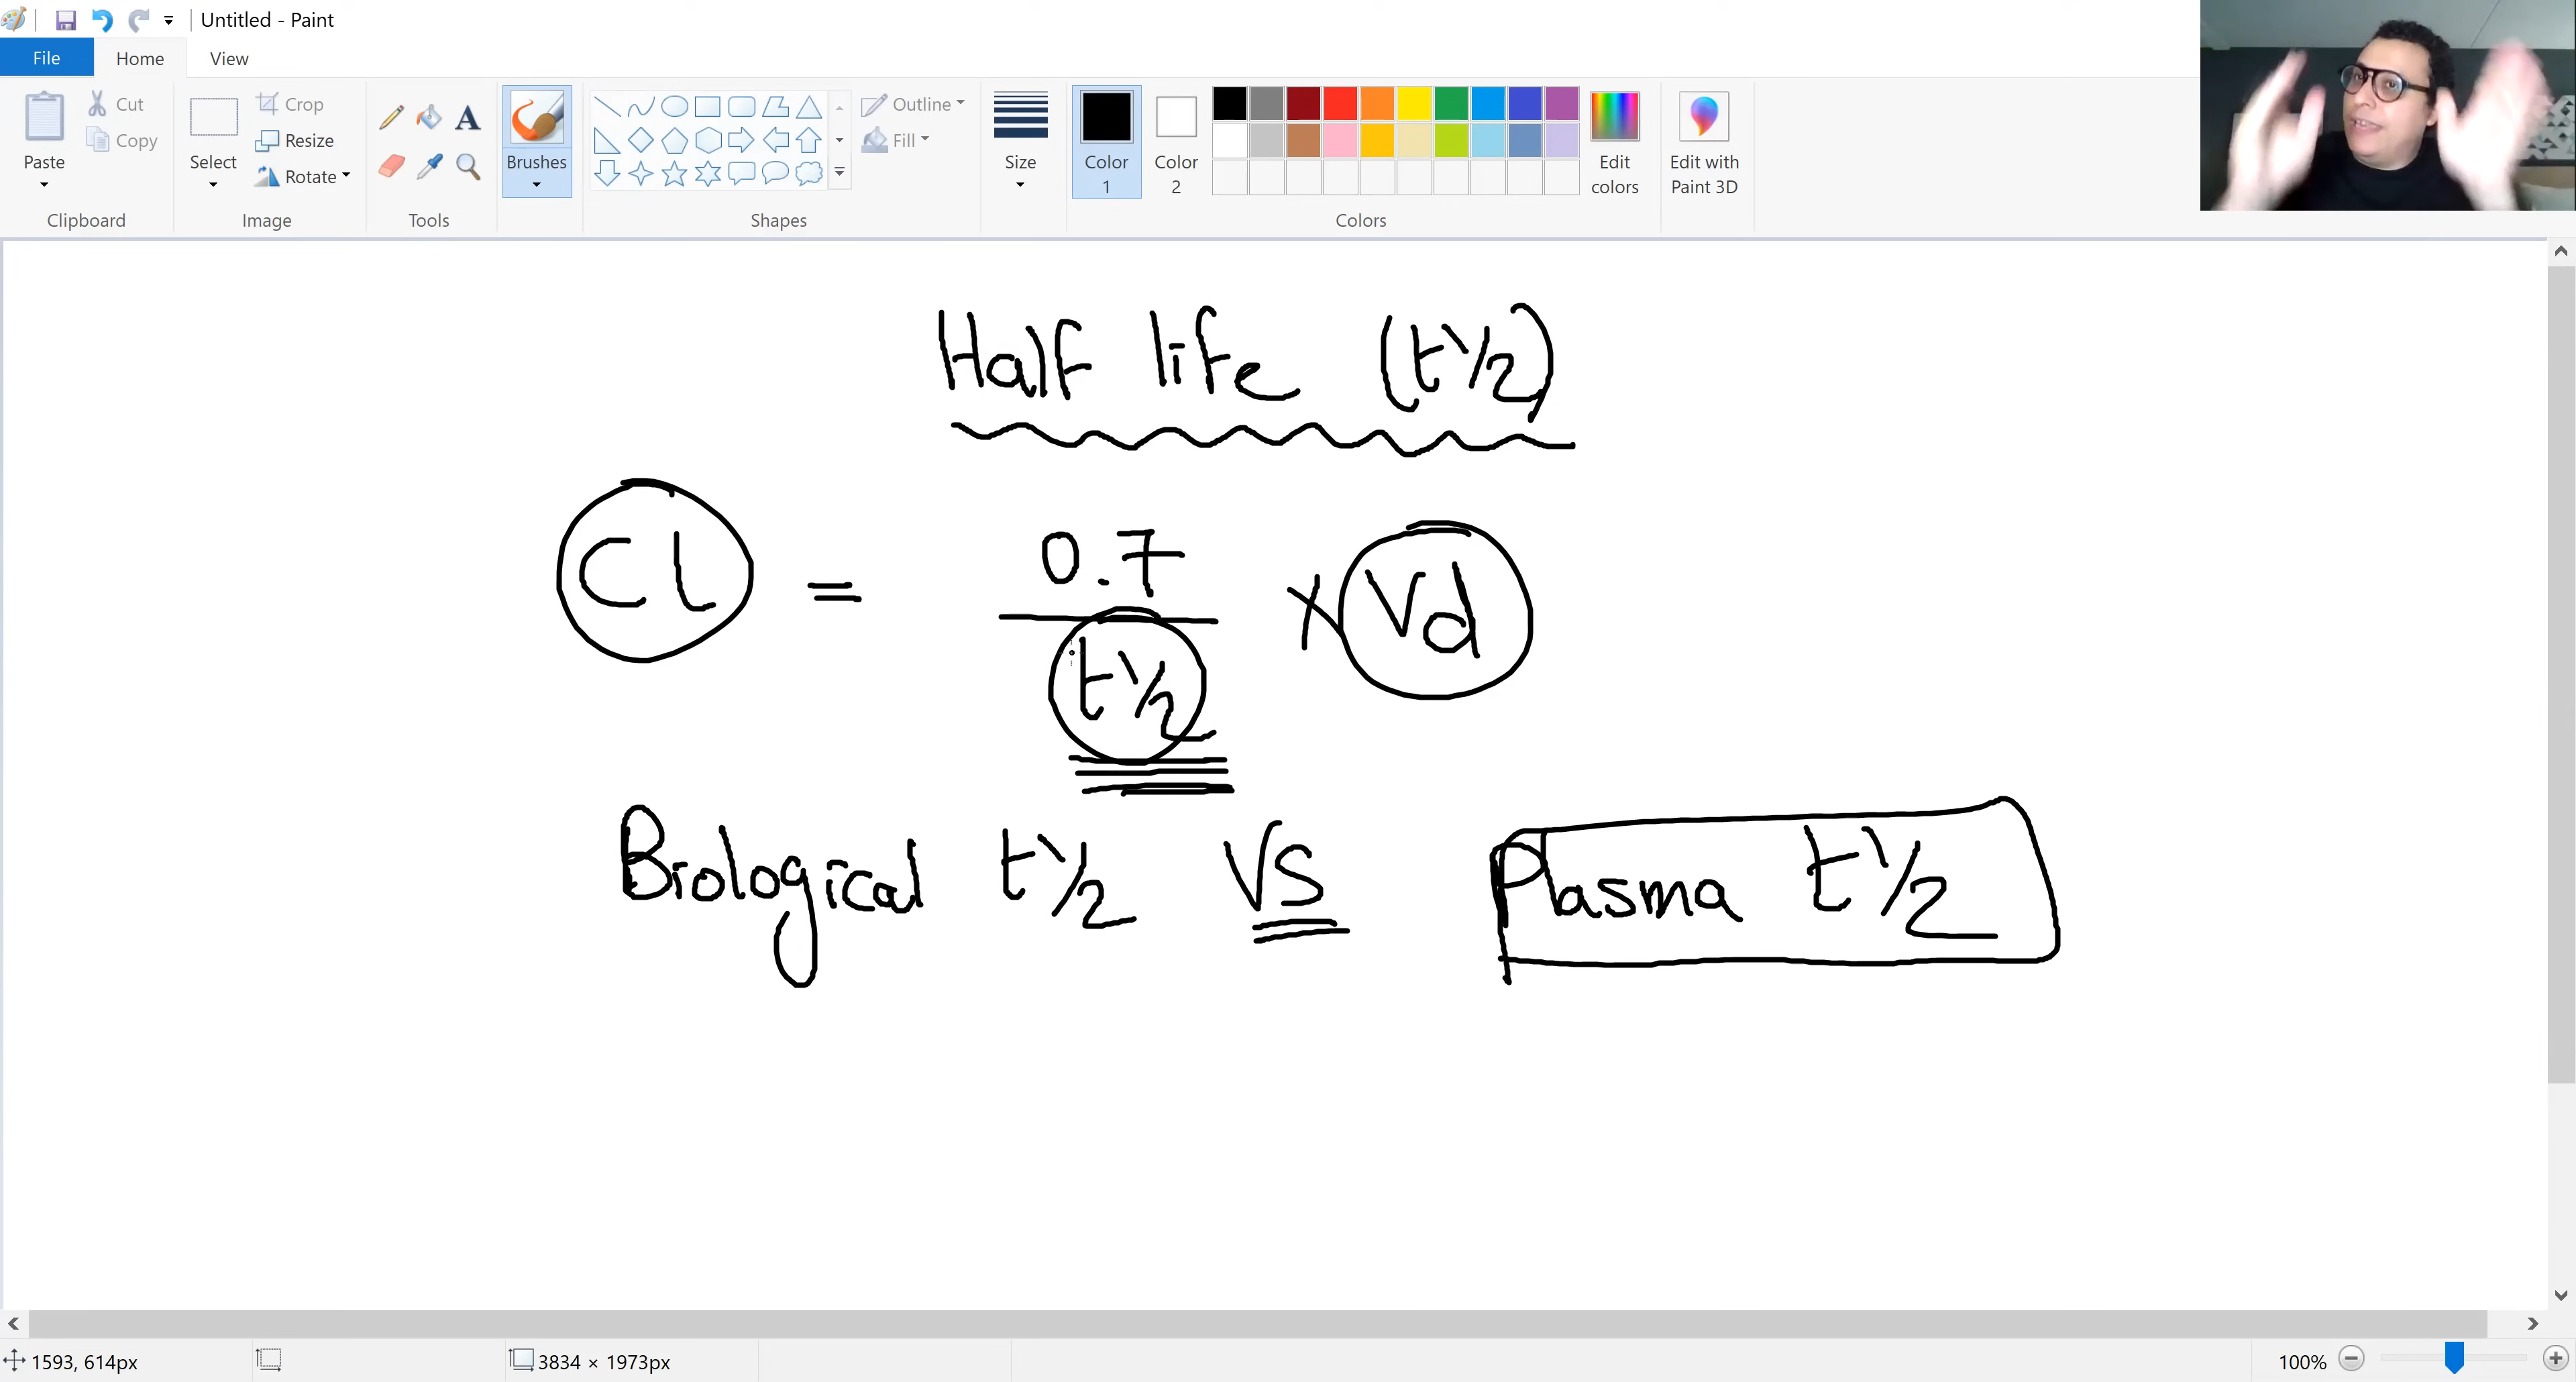 Untitled - Paint
File Home View
Paste
Cut
Copy
Clipboard
Select
Crop
Resize
Rotate
Image
A
Tools
Brushes
Outline
Fill
Shapes
Size
Color 1
Color 2
Colors
Edit colors
Edit with Paint 3D
Half life (t½)
Cl = 0.7 / t½ x Vd
Biological t½ VS Plasma t½
1593, 614px
3834 × 1973px
100%